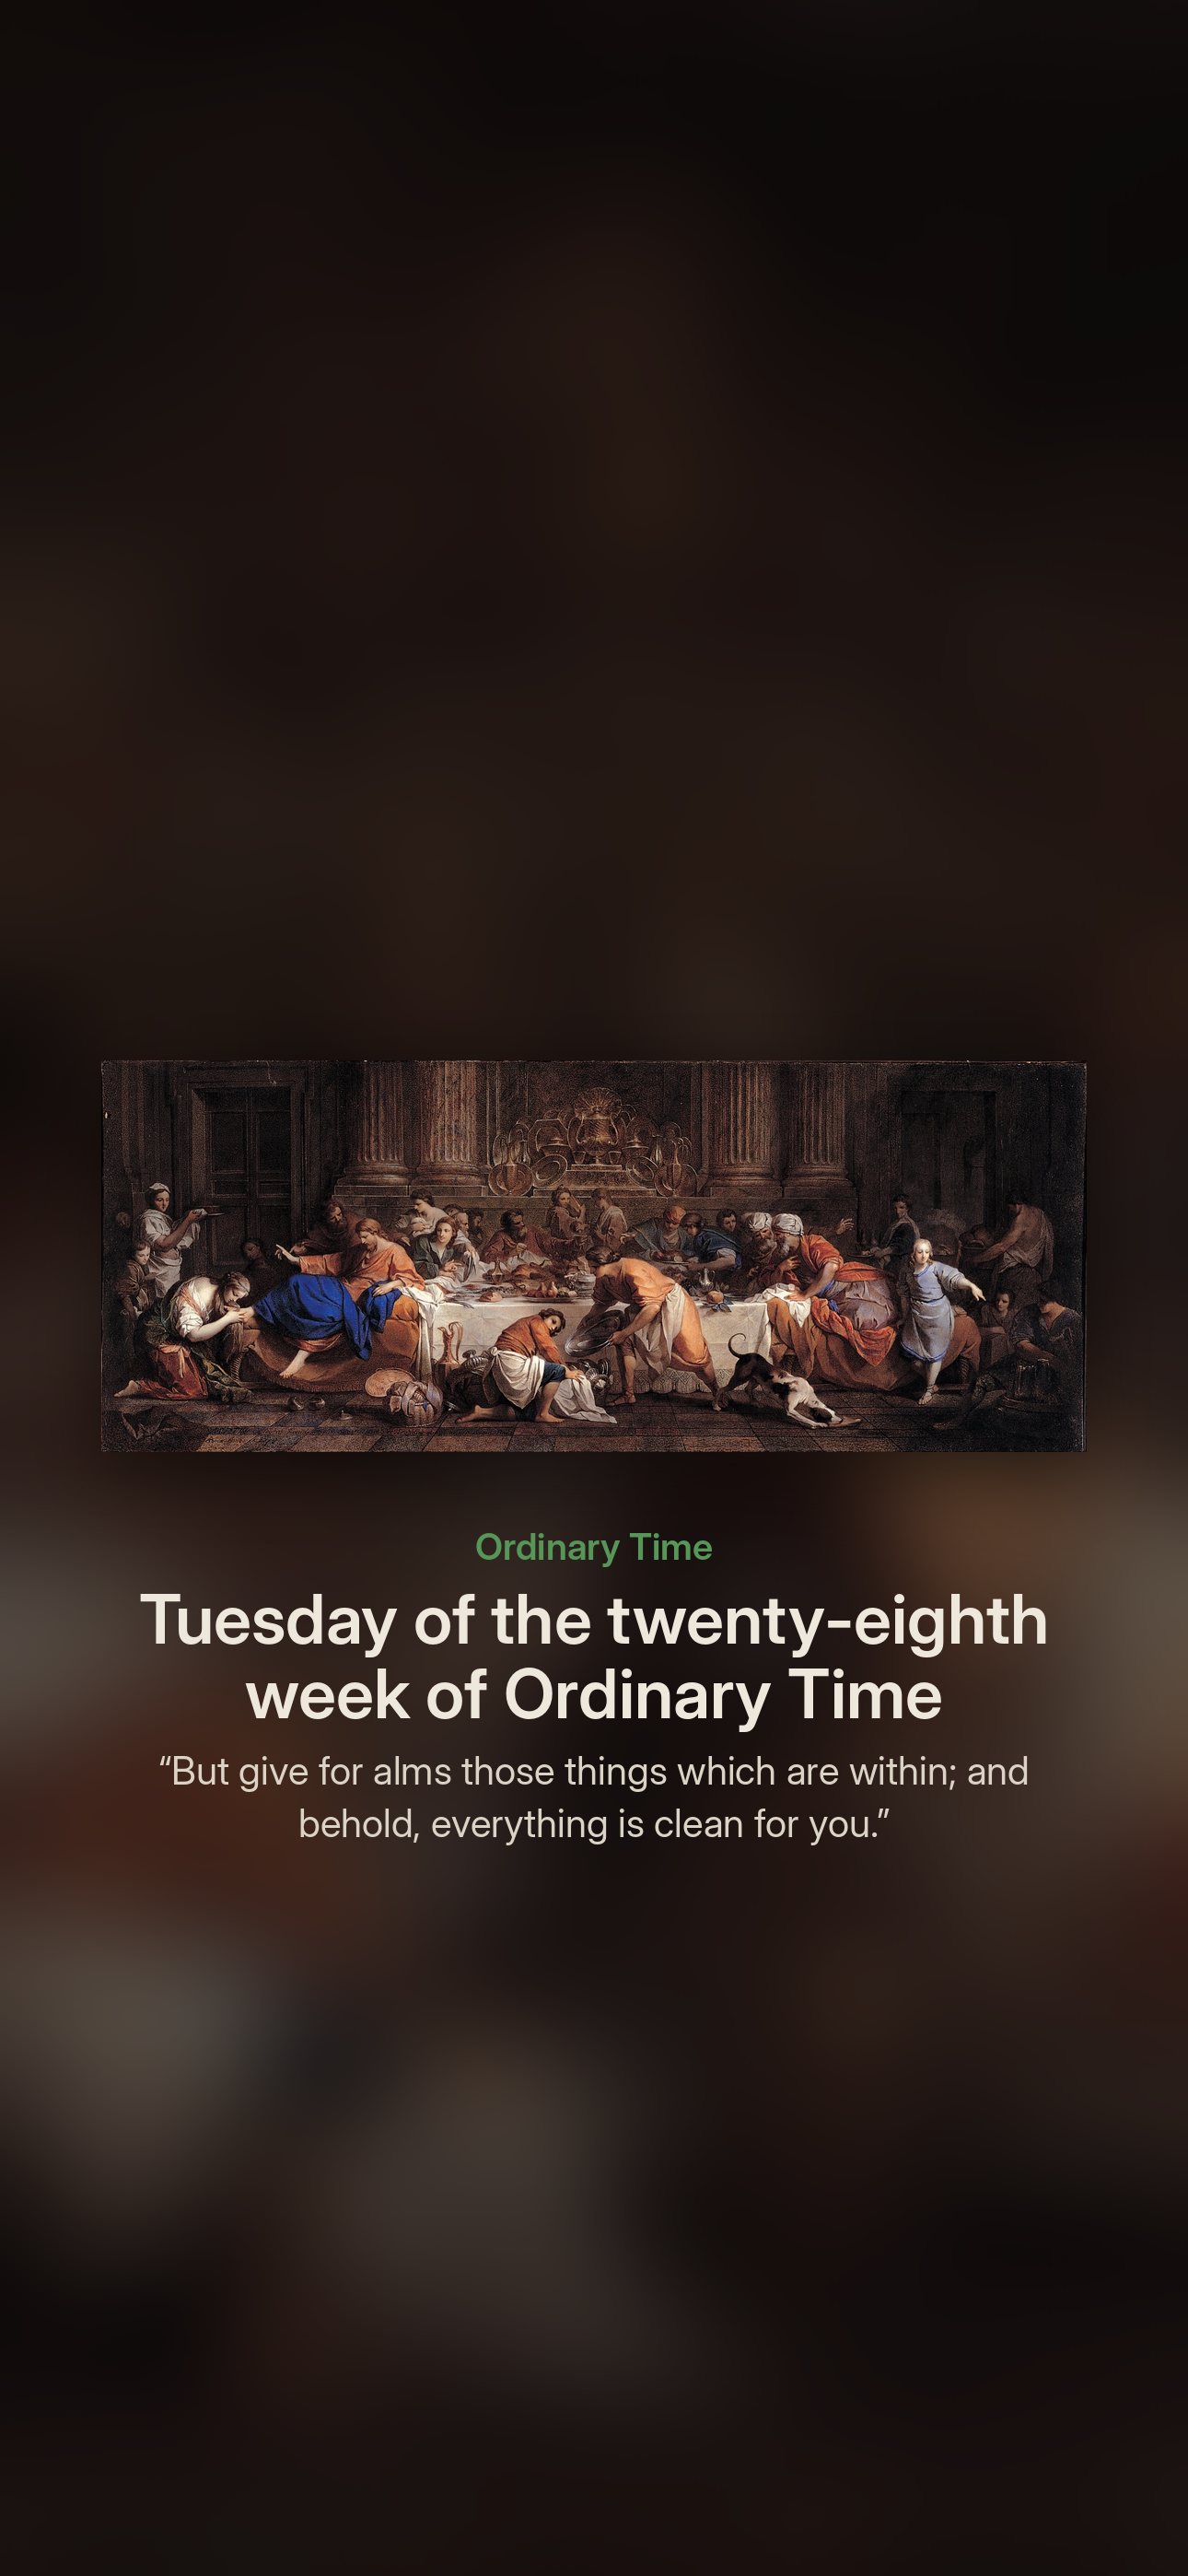 Ordinary Time
Tuesday of the twenty-eighth
week of Ordinary Time
“But give for alms those things which are within; and
behold, everything is clean for you.”